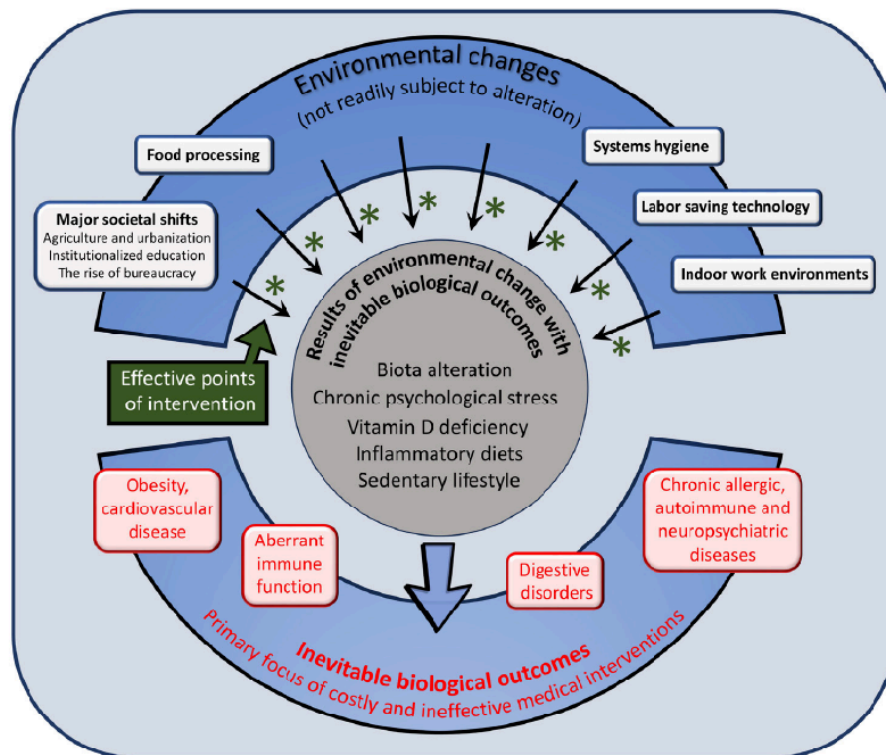 Environmental changes
(not readily subject to alteration)
Food processing
Systems hygiene
Major societal shifts
Agriculture and urbanization
Institutionalized education
The rise of bureaucracy
Labor saving technology
Indoor work environments
* * * * * * * *
Effective points
of intervention
Results of environmental change with
inevitable biological outcomes
Biota alteration
Chronic psychological stress
Vitamin D deficiency
Inflammatory diets
Sedentary lifestyle
Obesity,
cardiovascular
disease
Aberrant
immune
function
Digestive
disorders
Chronic allergic,
autoimmune and
neuropsychiatric
diseases
Inevitable biological outcomes
Primary focus of costly and ineffective medical interventions